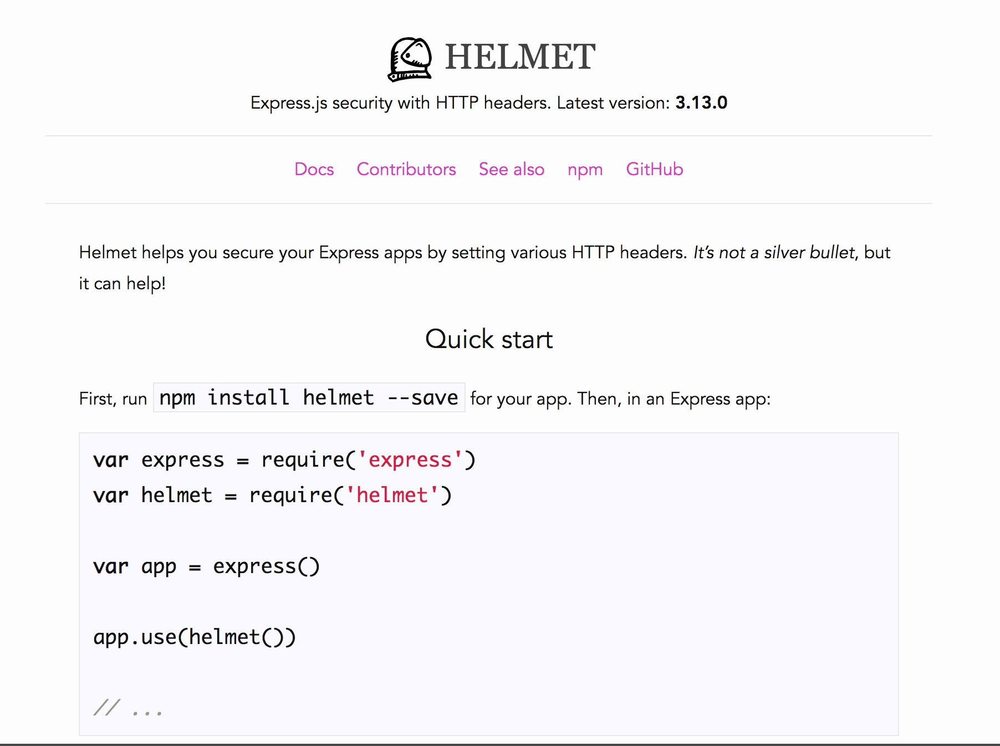 HELMET
Express.js security with HTTP headers. Latest version: 3.13.0
Docs Contributors See also npm GitHub
Helmet helps you secure your Express apps by setting various HTTP headers. It’s not a silver bullet, but
it can help!
Quick start
First, run npm install helmet --save for your app. Then, in an Express app:
var express = require('express')
var helmet = require('helmet')
var app = express()
app.use(helmet())
// ...